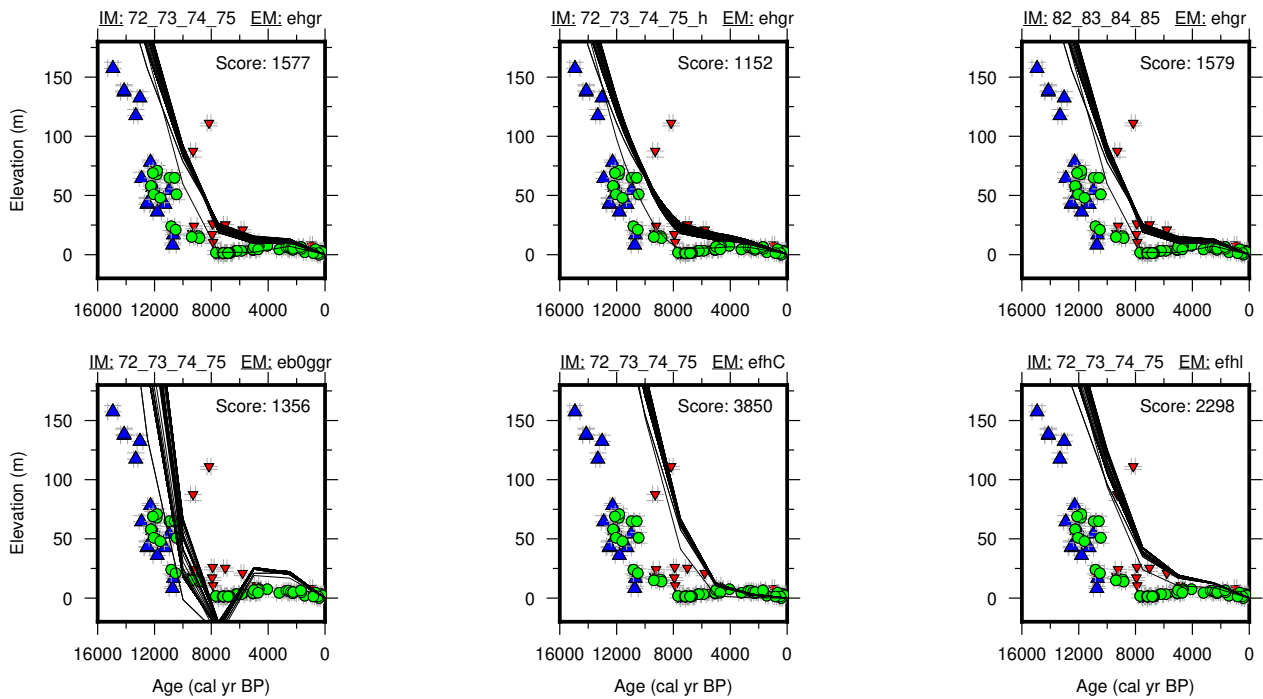 IM: 72_73_74_75 EM: ehgr
IM: 72_73_74_75_h EM: ehgr
IM: 82_83_84_85 EM: ehgr
Score: 1577
Score: 1152
Score: 1579
150
100
50
0
Elevation (m)
150
100
50
0
150
100
50
0
16000 12000 8000 4000 0
16000 12000 8000 4000 0
16000 12000 8000 4000 0
IM: 72_73_74_75 EM: eb0ggr
IM: 72_73_74_75 EM: efhC
IM: 72_73_74_75 EM: efhl
Score: 1356
Score: 3850
Score: 2298
150
100
50
0
Elevation (m)
150
100
50
0
150
100
50
0
16000 12000 8000 4000 0
16000 12000 8000 4000 0
16000 12000 8000 4000 0
Age (cal yr BP)
Age (cal yr BP)
Age (cal yr BP)